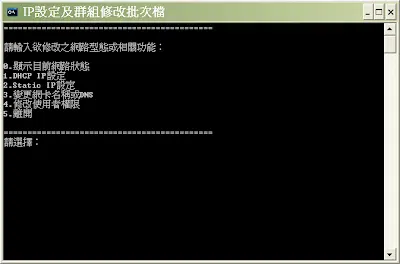 IP設定及群組修改批次檔
==========================================
請輸入欲修改之網路型態或相關功能：
0.顯示目前網路狀態
1.DHCP IP設定
2.Static IP設定
3.變更網卡名稱或DNS
4.修改使用者權限
5.離開
==========================================
請選擇：